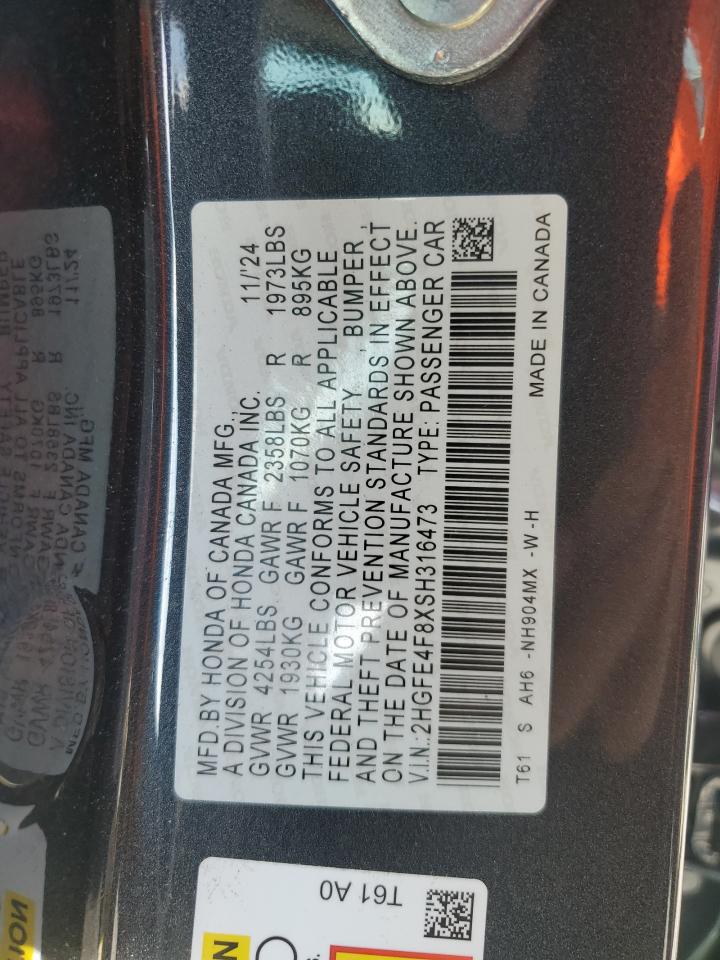 MFD.BY HONDA OF CANADA MFG.,
A DIVISION OF HONDA CANADA INC. 11/'24
GVWR 4254LBS GAWR F 2358LBS R 1973LBS
GVWR 1930KG GAWR F 1070KG R 895KG
THIS VEHICLE CONFORMS TO ALL APPLICABLE
FEDERAL MOTOR VEHICLE SAFETY , BUMPER ,
AND THEFT PREVENTION STANDARDS IN EFFECT
ON THE DATE OF MANUFACTURE SHOWN ABOVE.
V.I.N.:2HGFE4F8XSH316473 TYPE: PASSENGER CAR
T61 S AH6 -NH904MX -W-H MADE IN CANADA
T61 A0